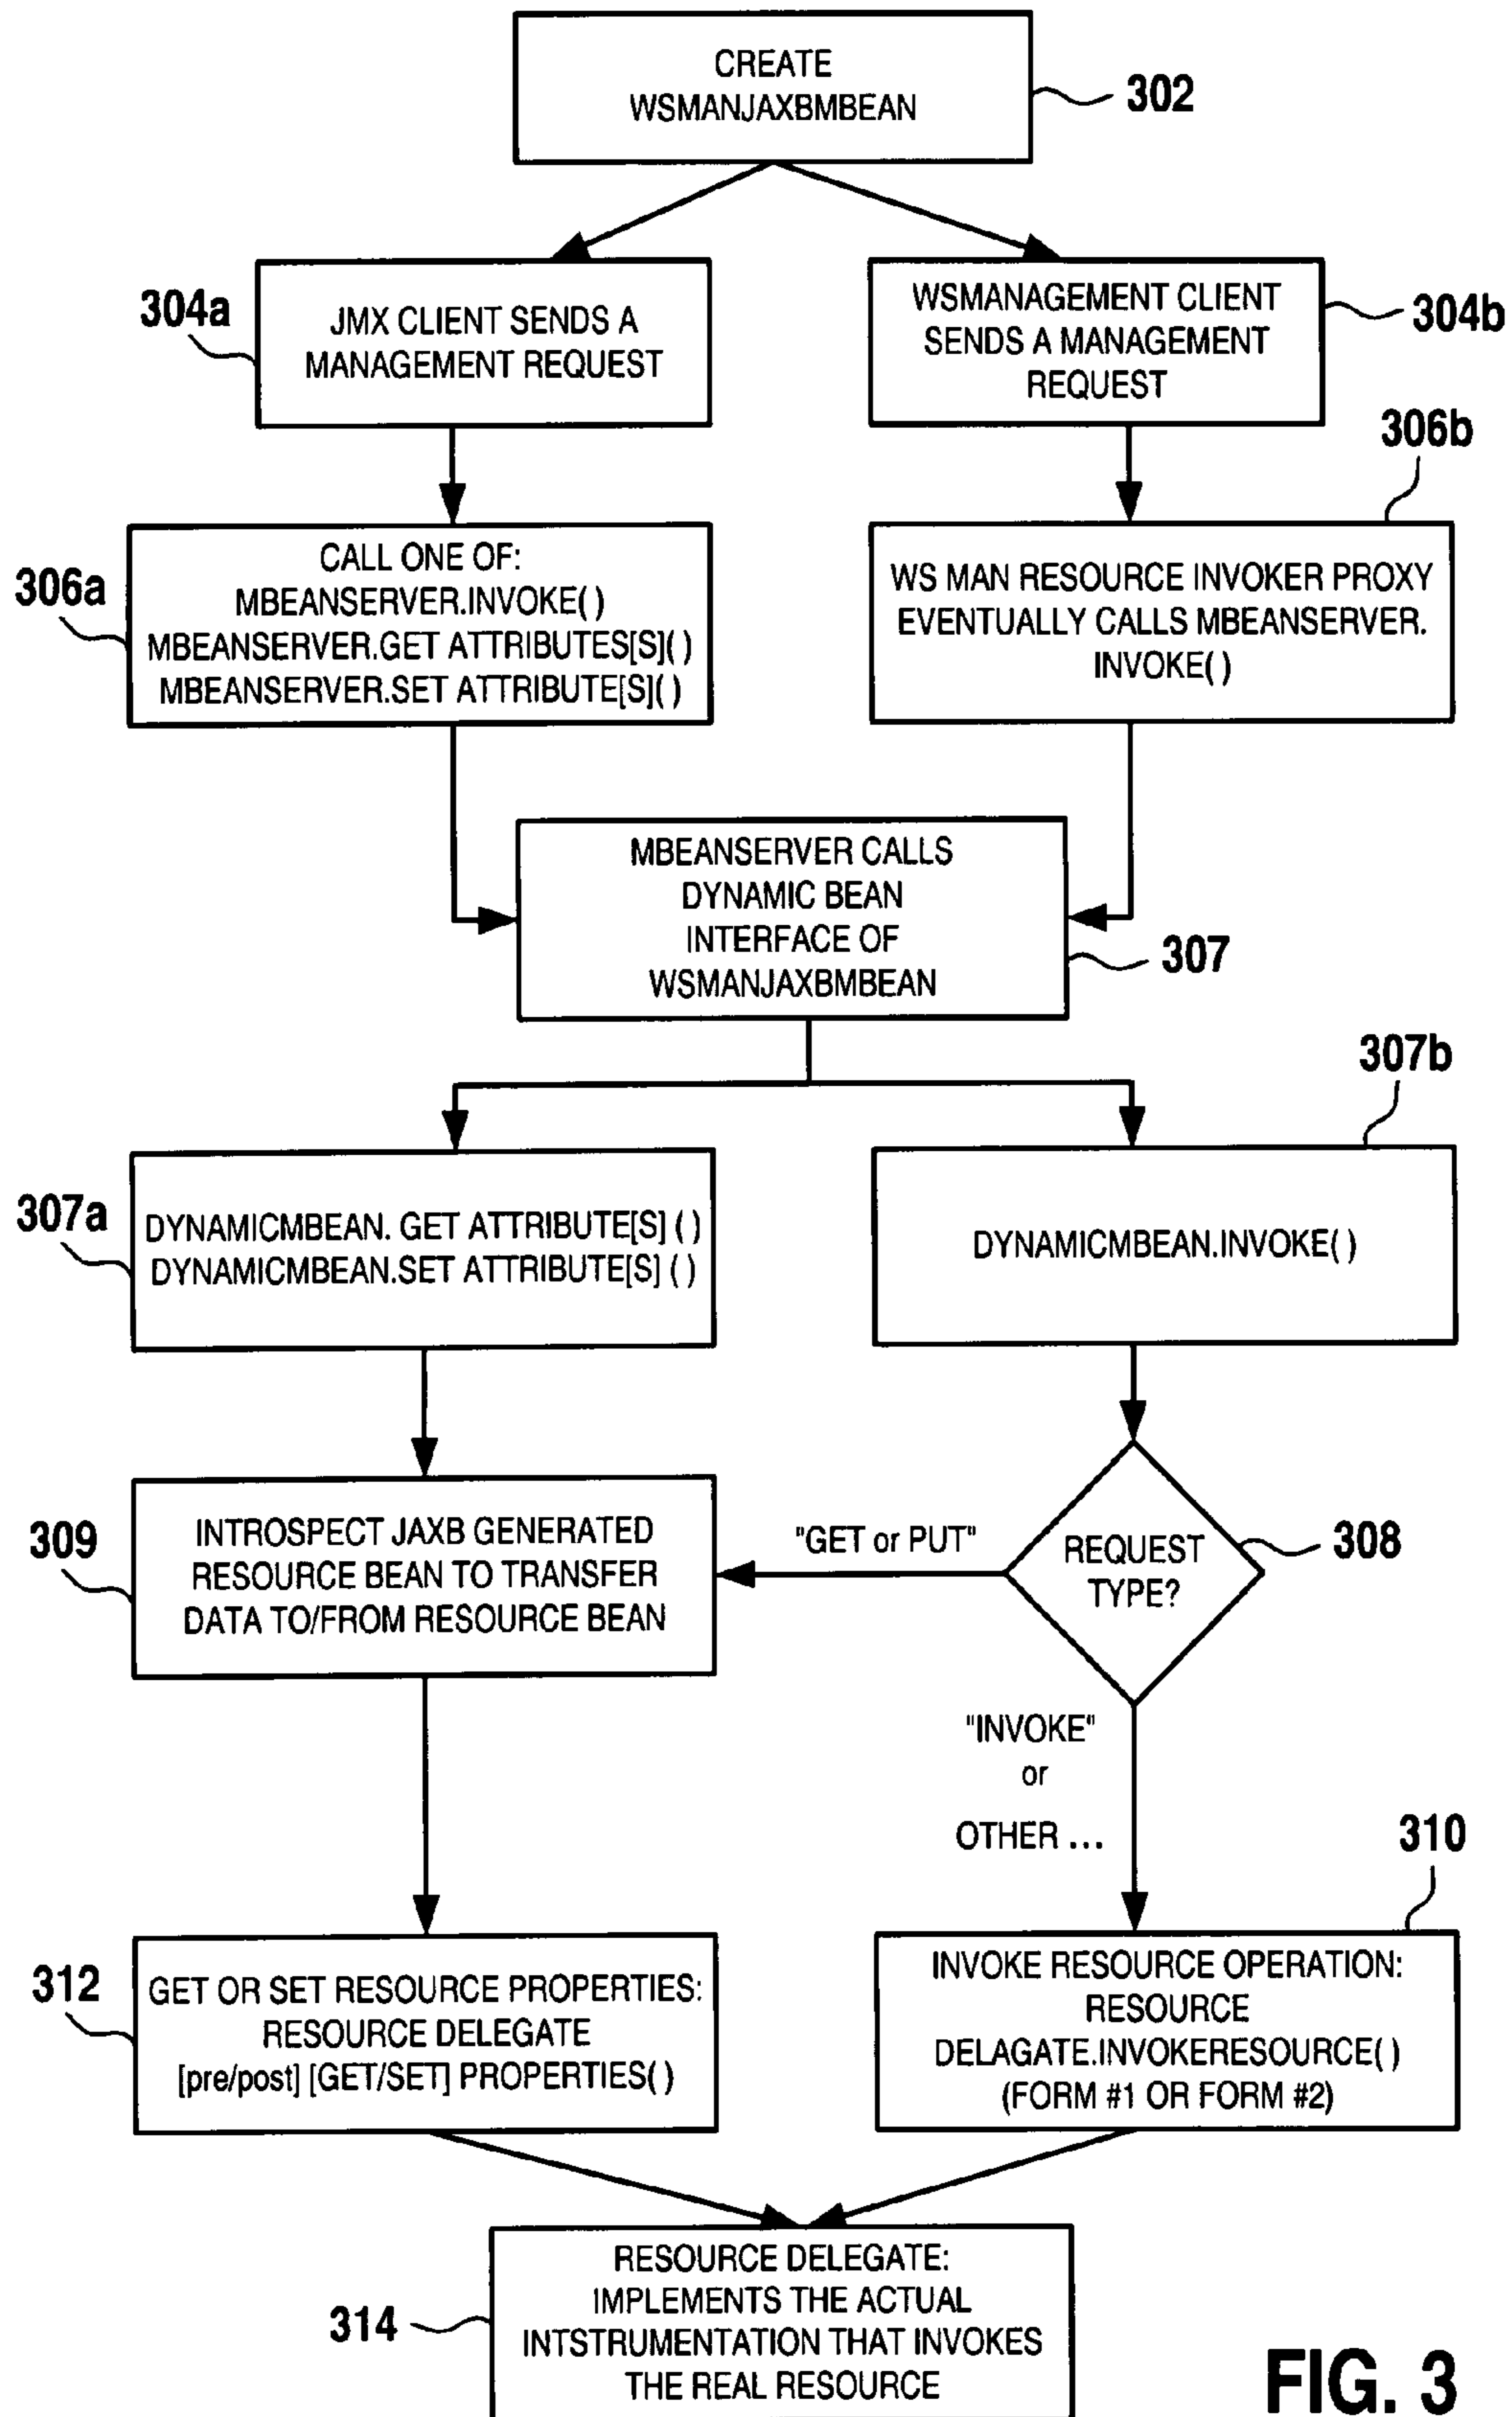 CREATE
WSMANJAXBMBEAN
302
304a
JMX CLIENT SENDS A
MANAGEMENT REQUEST
WSMANAGEMENT CLIENT
SENDS A MANAGEMENT
REQUEST
304b
306a
CALL ONE OF:
MBEANSERVER.INVOKE( )
MBEANSERVER.GET ATTRIBUTES[S]( )
MBEANSERVER.SET ATTRIBUTE[S]( )
306b
WS MAN RESOURCE INVOKER PROXY
EVENTUALLY CALLS MBEANSERVER.
INVOKE( )
MBEANSERVER CALLS
DYNAMIC BEAN
INTERFACE OF
WSMANJAXBMBEAN
307
307a
DYNAMICMBEAN. GET ATTRIBUTE[S] ( )
DYNAMICMBEAN.SET ATTRIBUTE[S] ( )
307b
DYNAMICMBEAN.INVOKE( )
309
INTROSPECT JAXB GENERATED
RESOURCE BEAN TO TRANSFER
DATA TO/FROM RESOURCE BEAN
"GET or PUT"
REQUEST
TYPE?
308
"INVOKE"
or
OTHER ...
312
GET OR SET RESOURCE PROPERTIES:
RESOURCE DELEGATE
[pre/post] [GET/SET] PROPERTIES( )
310
INVOKE RESOURCE OPERATION:
RESOURCE
DELAGATE.INVOKERESOURCE( )
(FORM #1 OR FORM #2)
314
RESOURCE DELEGATE:
IMPLEMENTS THE ACTUAL
INTSTRUMENTATION THAT INVOKES
THE REAL RESOURCE
FIG. 3